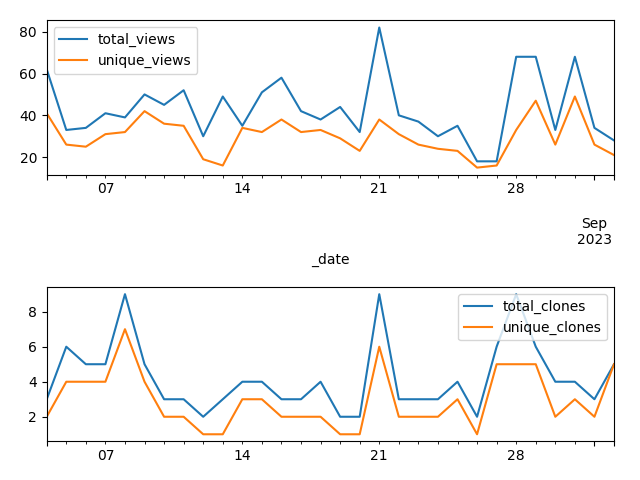 80
60
40
20
total_views
unique_views
07
14
21
28
Sep
2023
_date
8
6
4
2
total_clones
unique_clones
07
14
21
28